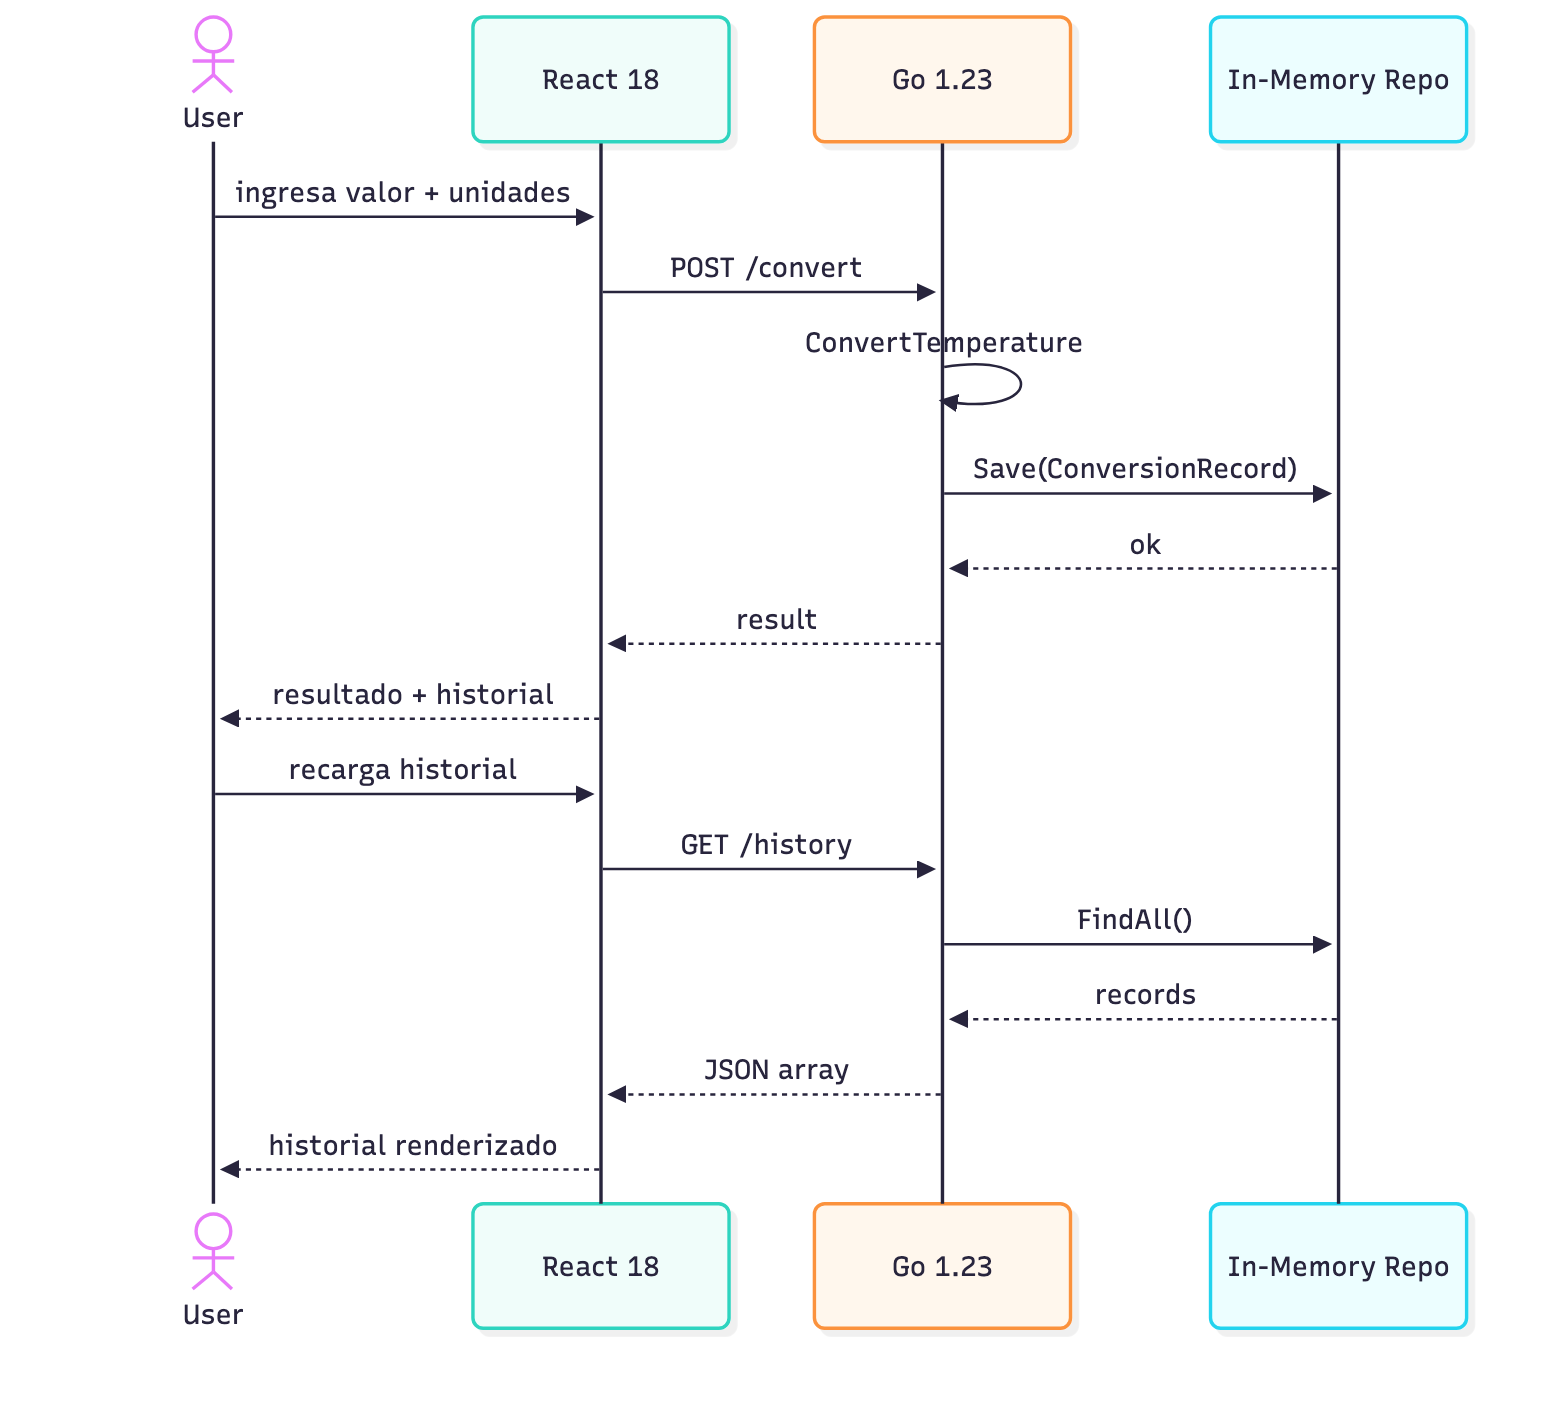 User
React 18
Go 1.23
In-Memory Repo
ingresa valor + unidades
POST /convert
ConvertTemperature
Save(ConversionRecord)
ok
result
resultado + historial
recarga historial
GET /history
FindAll()
records
JSON array
historial renderizado
User
React 18
Go 1.23
In-Memory Repo